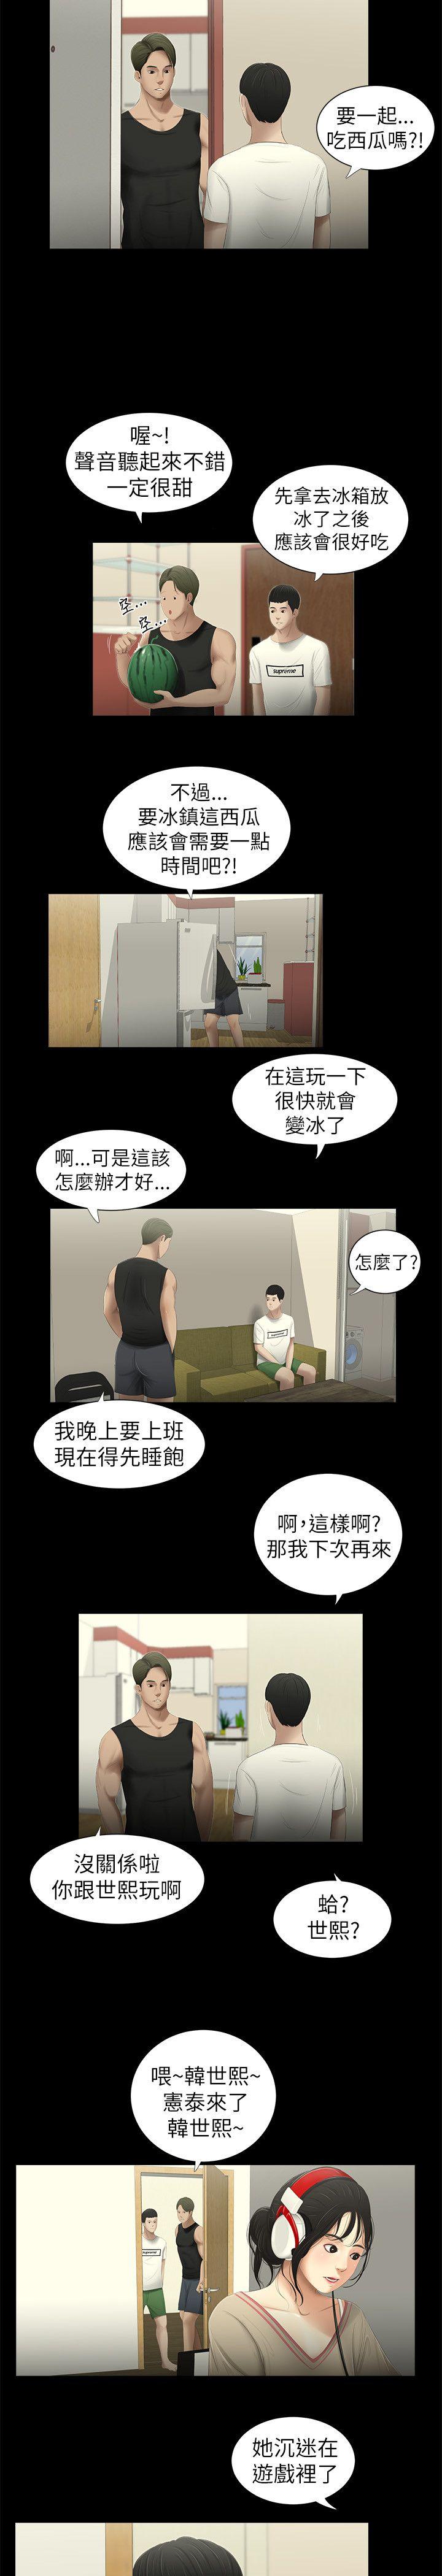 要一起...
吃西瓜嗎?!
喔~!
聲音聽起來不錯
一定很甜
先拿去冰箱放
冰了之後
應該會很好吃
空...
空...
supreme
不過...
要冰鎮這西瓜
應該會需要一點
時間吧?!
在這玩一下
很快就會
變冰了
啊...可是這該
怎麼辦才好...
怎麼了?
我晚上要上班
現在得先睡飽
啊,這樣啊?
那我下次再來
沒關係啦
你跟世熙玩啊
蛤?
世熙?
喂~韓世熙~
憲泰來了
韓世熙~
supreme
她沉迷在
遊戲裡了